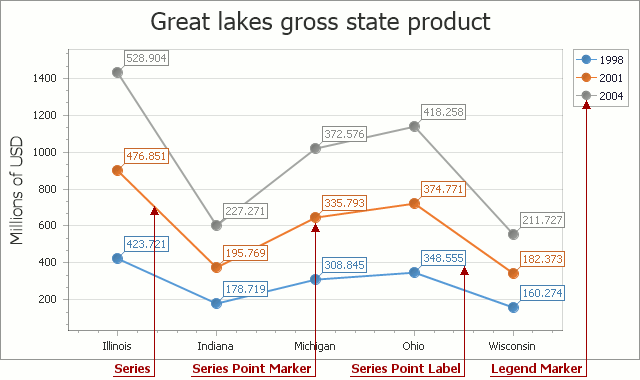 Great lakes gross state product
Millions of USD
1400
1200
1000
800
600
400
200
528.904
476.851
423.721
227.271
195.769
178.719
372.576
335.793
308.845
418.258
374.771
348.555
211.727
182.373
160.274
1998
2001
2004
Illinois
Indiana
Michigan
Ohio
Wisconsin
Series
Series Point Marker
Series Point Label
Legend Marker